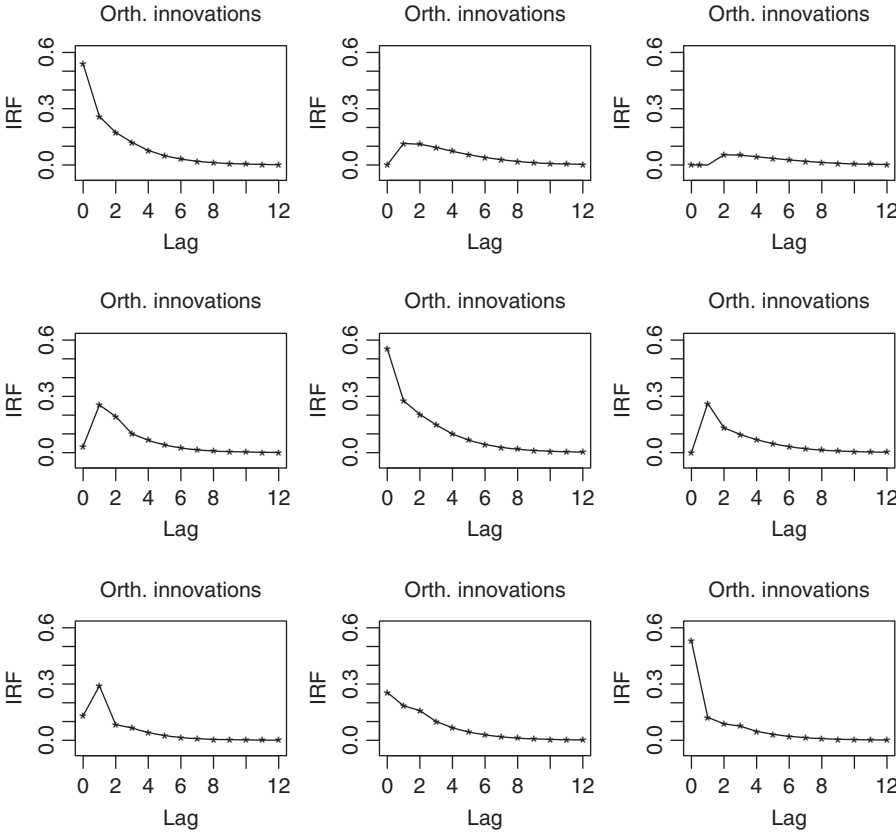 Orth. innovations Orth. innovations Orth. innovations
0.6 0.6 0.6
IRF IRF IRF
0.3 0.3 0.3
0.0 0.0 0.0
0 2 4 6 8 12 0 2 4 6 8 12 0 2 4 6 8 12
Lag Lag Lag
Orth. innovations Orth. innovations Orth. innovations
0.6 0.6 0.6
IRF IRF IRF
0.3 0.3 0.3
0.0 0.0 0.0
0 2 4 6 8 12 0 2 4 6 8 12 0 2 4 6 8 12
Lag Lag Lag
Orth. innovations Orth. innovations Orth. innovations
0.6 0.6 0.6
IRF IRF IRF
0.3 0.3 0.3
0.0 0.0 0.0
0 2 4 6 8 12 0 2 4 6 8 12 0 2 4 6 8 12
Lag Lag Lag